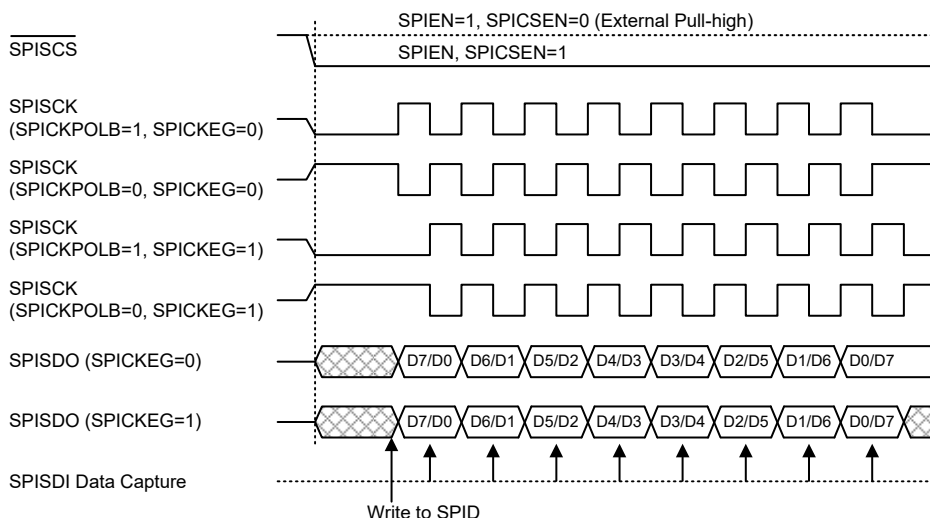 SPIEN=1, SPICSEN=0 (External Pull-high)
SPISCS
SPIEN, SPICSEN=1
SPISCK
(SPICKPOLB=1, SPICKEG=0)
SPISCK
(SPICKPOLB=0, SPICKEG=0)
SPISCK
(SPICKPOLB=1, SPICKEG=1)
SPISCK
(SPICKPOLB=0, SPICKEG=1)
SPISDO (SPICKEG=0) D7/D0 D6/D1 D5/D2 D4/D3 D3/D4 D2/D5 D1/D6 D0/D7
SPISDO (SPICKEG=1) D7/D0 D6/D1 D5/D2 D4/D3 D3/D4 D2/D5 D1/D6 D0/D7
SPISDI Data Capture
Write to SPID